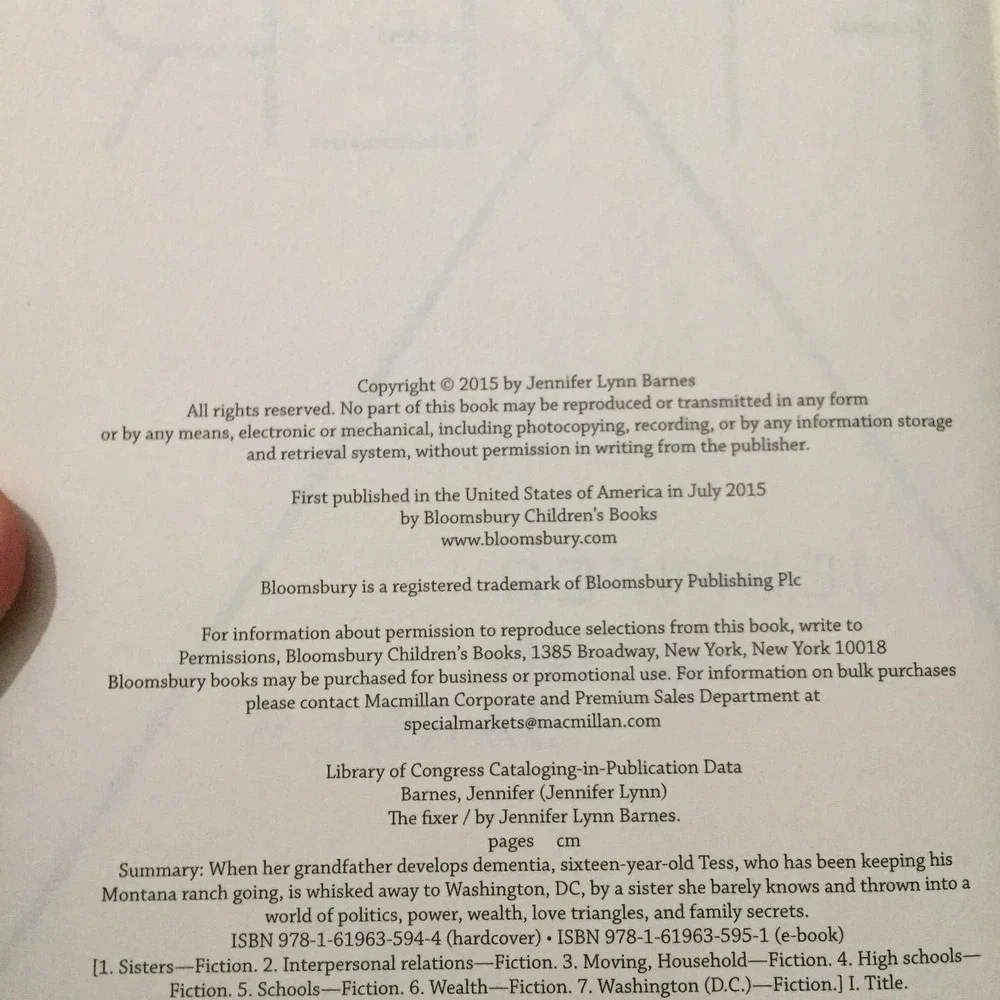 Copyright © 2015 by Jennifer Lynn Barnes
All rights reserved. No part of this book may be reproduced or transmitted in any form
or by any means, electronic or mechanical, including photocopying, recording, or by any information storage
and retrieval system, without permission in writing from the publisher.
First published in the United States of America in July 2015
by Bloomsbury Children's Books
www.bloomsbury.com
Bloomsbury is a registered trademark of Bloomsbury Publishing Plc
For information about permission to reproduce selections from this book, write to
Permissions, Bloomsbury Children's Books, 1385 Broadway, New York, New York 10018
Bloomsbury books may be purchased for business or promotional use. For information on bulk purchases
please contact Macmillan Corporate and Premium Sales Department at
specialmarkets@macmillan.com
Library of Congress Cataloging-in-Publication Data
Barnes, Jennifer (Jennifer Lynn)
The fixer / by Jennifer Lynn Barnes.
pages cm
Summary: When her grandfather develops dementia, sixteen-year-old Tess, who has been keeping his
Montana ranch going, is whisked away to Washington, DC, by a sister she barely knows and thrown into a
world of politics, power, wealth, love triangles, and family secrets.
ISBN 978-1-61963-594-4 (hardcover) • ISBN 978-1-61963-595-1 (e-book)
[1. Sisters—Fiction. 2. Interpersonal relations—Fiction. 3. Moving, Household—Fiction. 4. High schools—
Fiction. 5. Schools—Fiction. 6. Wealth—Fiction. 7. Washington (D.C.)—Fiction.] I. Title.